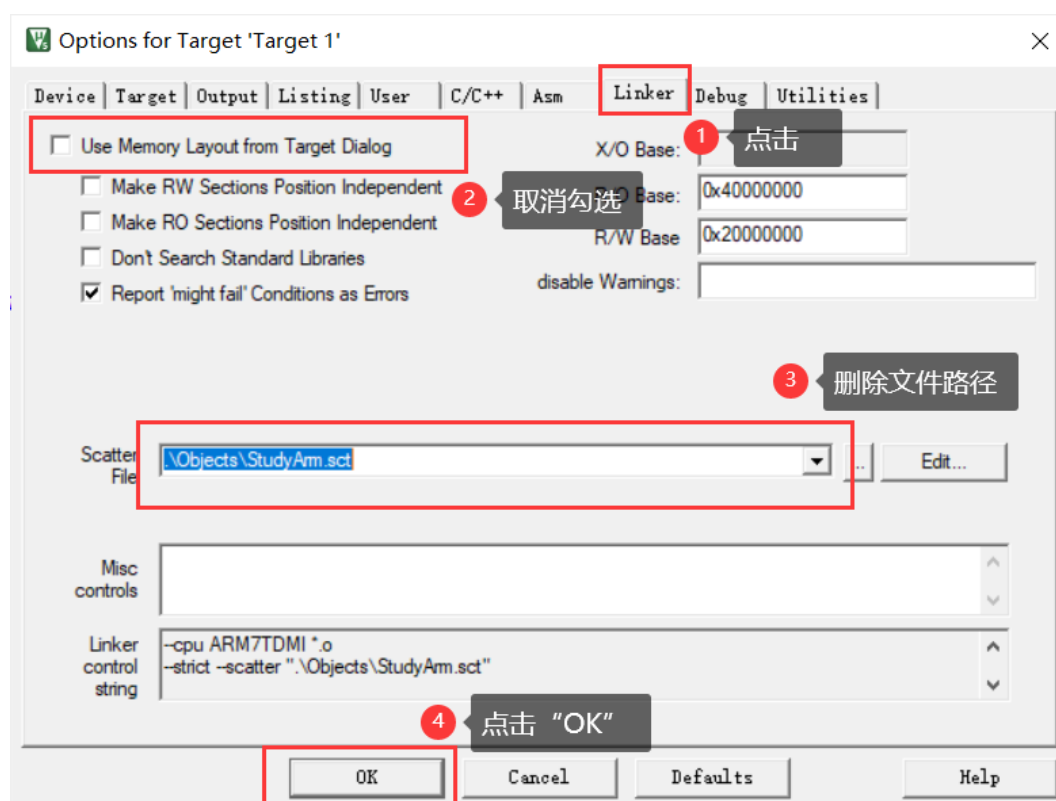 Options for Target 'Target 1'
Device Target Output Listing User C/C++ Asm Linker Debug Utilities
Use Memory Layout from Target Dialog
X/O Base:
1 点击
Make RW Sections Position Independent
2 取消勾选
Base: 0x40000000
Make RO Sections Position Independent
R/W Base 0x20000000
Don't Search Standard Libraries
disable Warnings:
Report 'might fail' Conditions as Errors
3 删除文件路径
Scatter File
.\Objects\StudyArm.sct
... Edit...
Misc controls
Linker control string
--cpu ARM7TDMI *.o
--strict --scatter ".\Objects\StudyArm.sct"
4 点击“OK”
OK Cancel Defaults Help